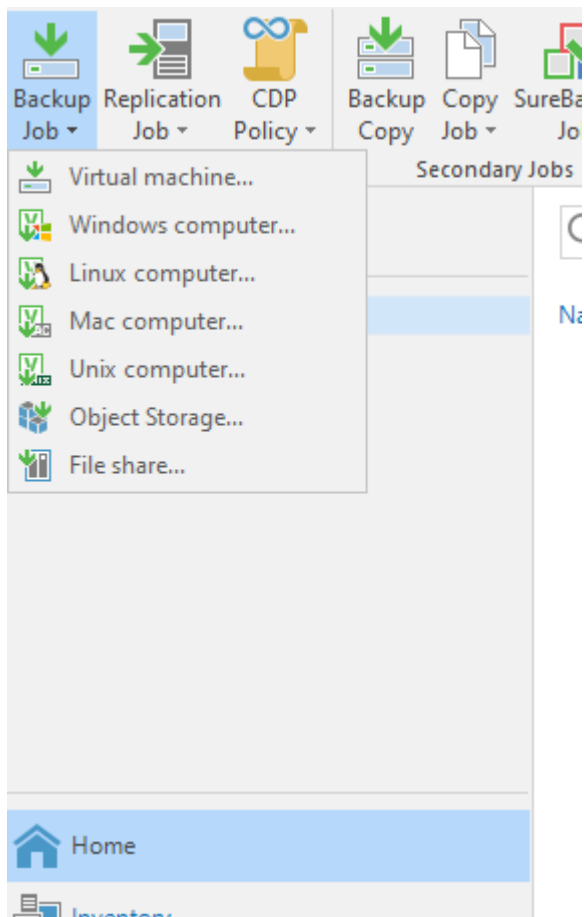 Backup Job
Replication Job
CDP Policy
Backup Copy
Copy Job
Secondary Jobs
Virtual machine...
Windows computer...
Linux computer...
Mac computer...
Unix computer...
Object Storage...
File share...
Home
Inventory